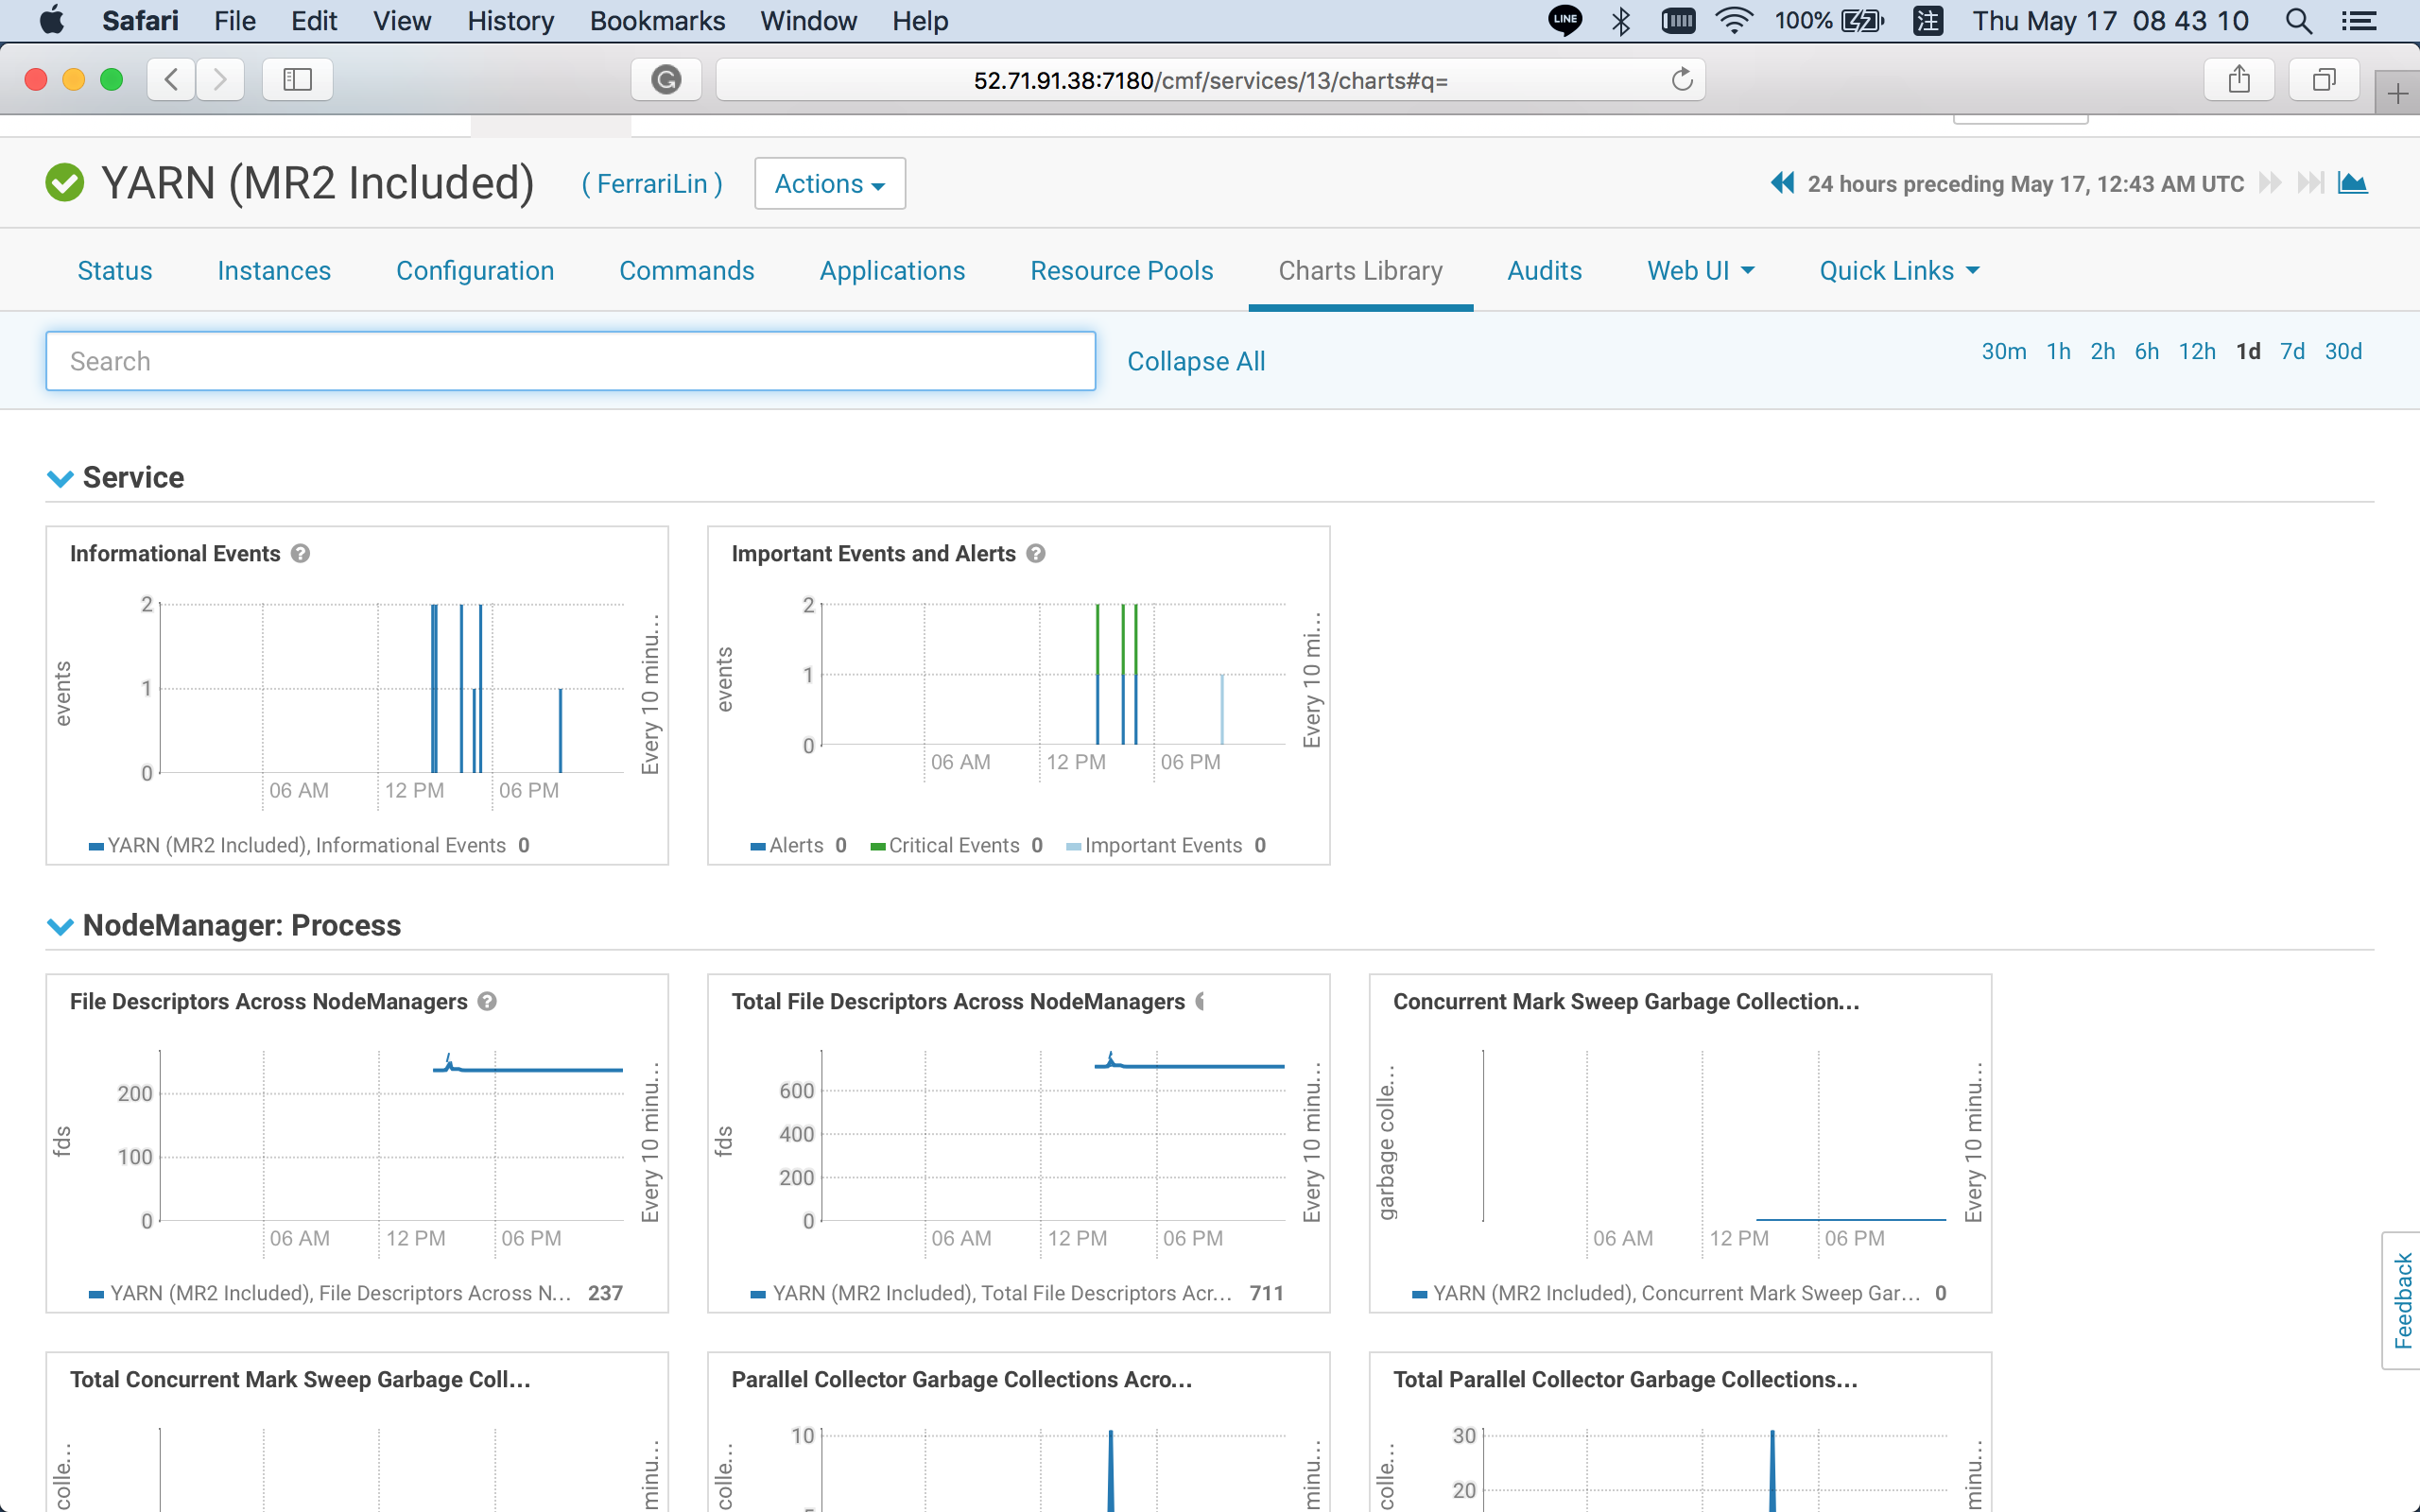 Safari File Edit View History Bookmarks Window Help LINE 100% 注 Thu May 17 08 43 10
52.71.91.38:7180/cmf/services/13/charts#q=
YARN (MR2 Included) ( FerrariLin ) Actions 24 hours preceding May 17, 12:43 AM UTC
Status Instances Configuration Commands Applications Resource Pools Charts Library Audits Web UI Quick Links
Search Collapse All 30m 1h 2h 6h 12h 1d 7d 30d
Service
Informational Events ?
events
2
1
0
06 AM 12 PM 06 PM
Every 10 minu...
YARN (MR2 Included), Informational Events 0
Important Events and Alerts ?
events
2
1
0
06 AM 12 PM 06 PM
Every 10 mi...
Alerts 0 Critical Events 0 Important Events 0
NodeManager: Process
File Descriptors Across NodeManagers ?
fds
200
100
0
06 AM 12 PM 06 PM
Every 10 minu...
YARN (MR2 Included), File Descriptors Across N... 237
Total File Descriptors Across NodeManagers
fds
600
400
200
0
06 AM 12 PM 06 PM
Every 10 minu...
YARN (MR2 Included), Total File Descriptors Acr... 711
Concurrent Mark Sweep Garbage Collection...
garbage colle...
06 AM 12 PM 06 PM
Every 10 minu...
YARN (MR2 Included), Concurrent Mark Sweep Gar... 0
Feedback
Total Concurrent Mark Sweep Garbage Coll...
colle...
minu...
Parallel Collector Garbage Collections Acro...
colle...
10
minu...
Total Parallel Collector Garbage Collections...
colle...
30
20
minu...